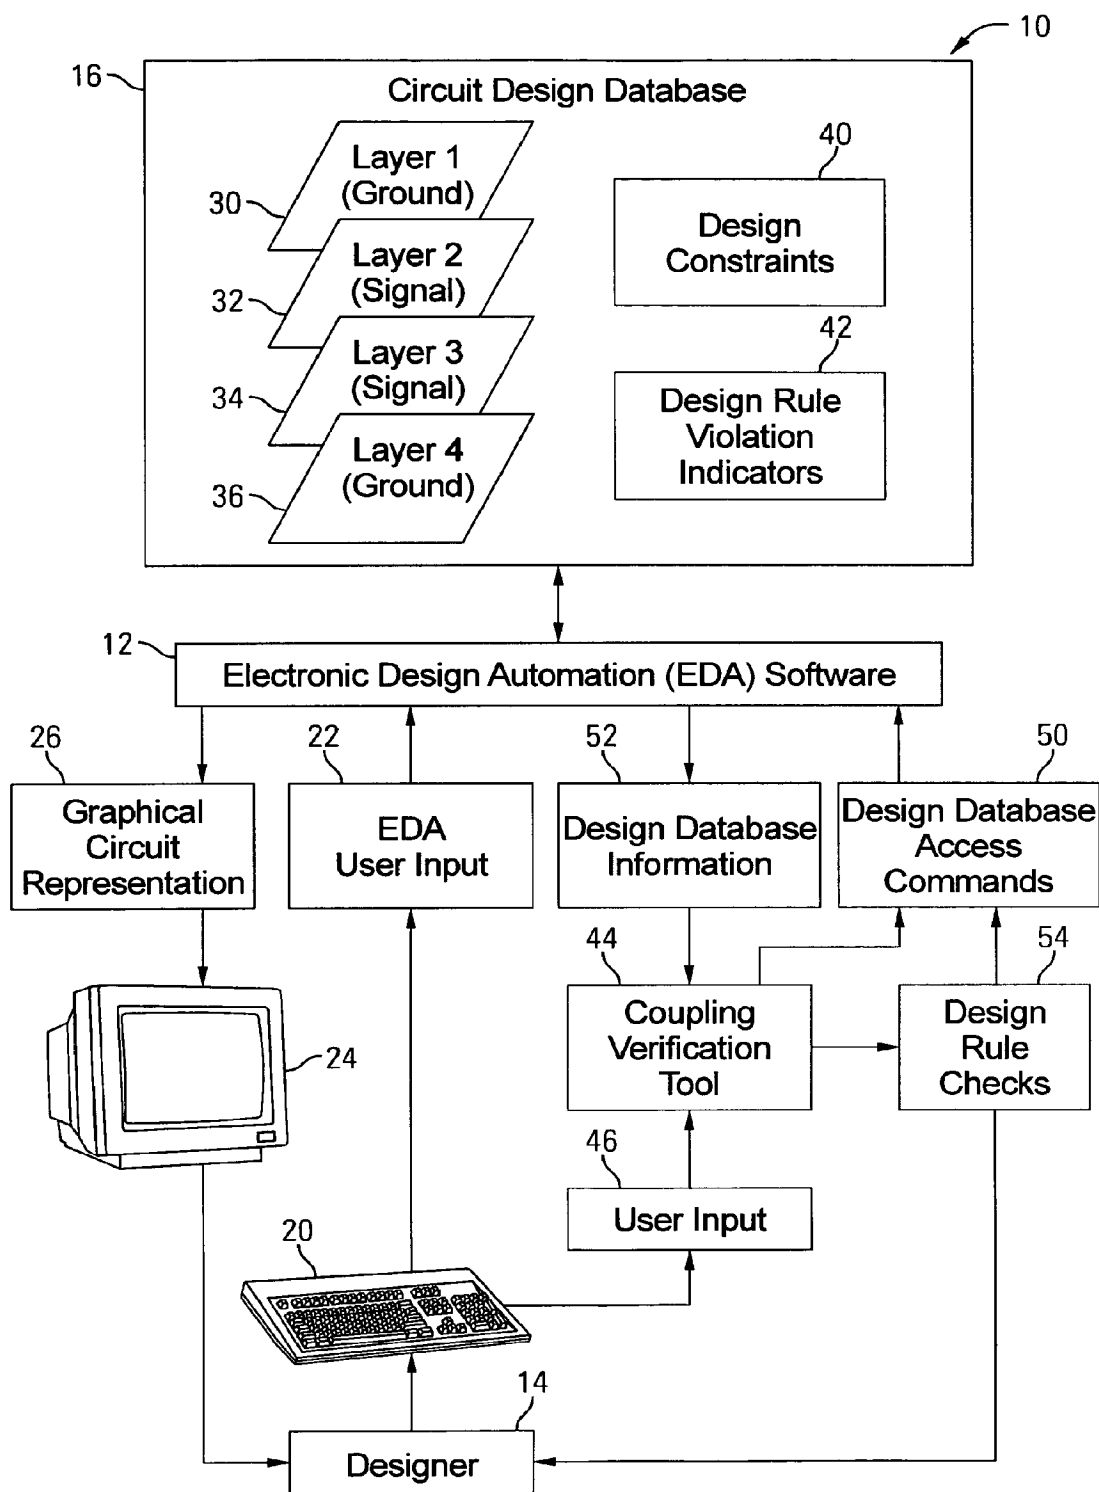 10
16
Circuit Design Database
Layer 1
(Ground)
30
Layer 2
(Signal)
32
Layer 3
(Signal)
34
Layer 4
(Ground)
36
40
Design
Constraints
42
Design Rule
Violation
Indicators
12
Electronic Design Automation (EDA) Software
26
Graphical
Circuit
Representation
22
EDA
User Input
52
Design Database
Information
50
Design Database
Access
Commands
24
44
Coupling
Verification
Tool
54
Design
Rule
Checks
46
User Input
20
14
Designer